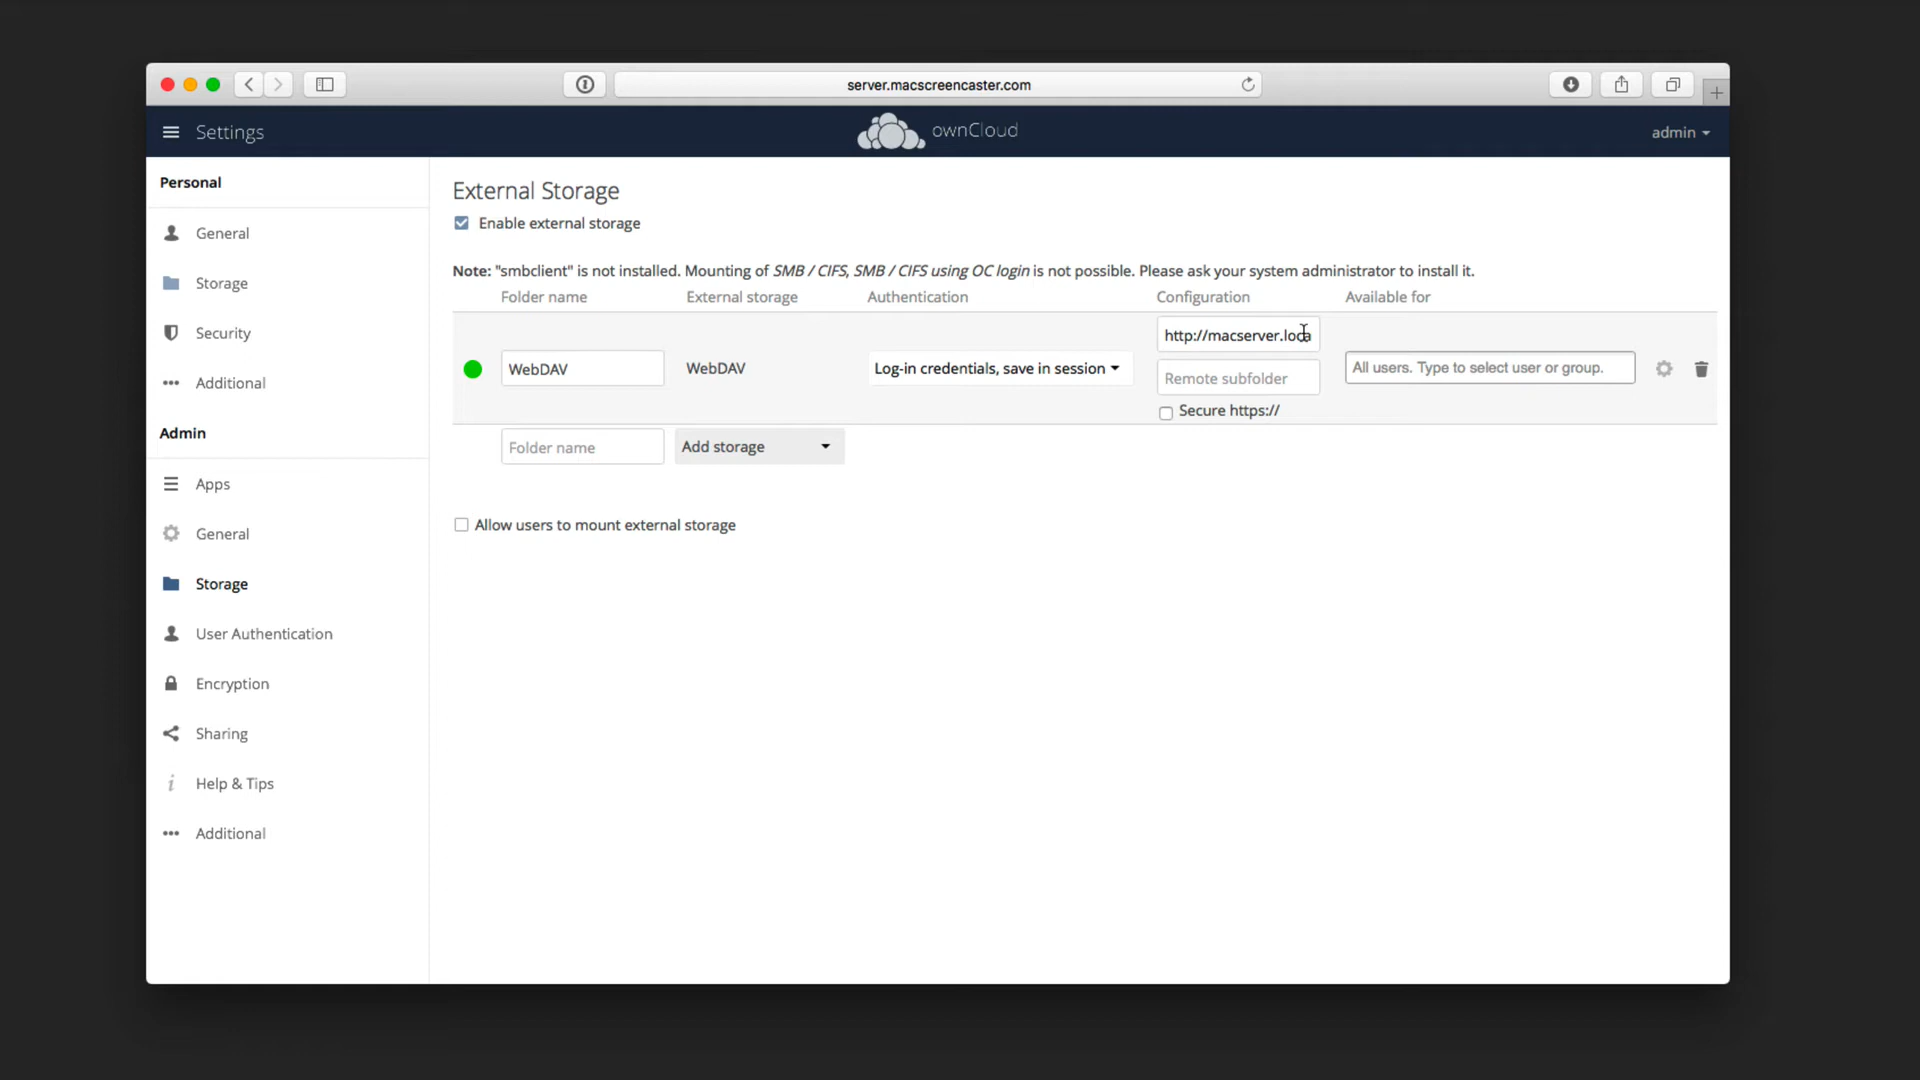 server.macscreencaster.com
Settings
ownCloud
admin
Personal
General
Storage
Security
Additional
Admin
Apps
General
Storage
User Authentication
Encryption
Sharing
Help & Tips
Additional
External Storage
Enable external storage
Note: "smbclient" is not installed. Mounting of SMB / CIFS, SMB / CIFS using OC login is not possible. Please ask your system administrator to install it.
Folder name External storage Authentication Configuration Available for
http://macserver.loca
WebDAV WebDAV Log-in credentials, save in session All users. Type to select user or group.
Remote subfolder
Secure https://
Folder name Add storage
Allow users to mount external storage